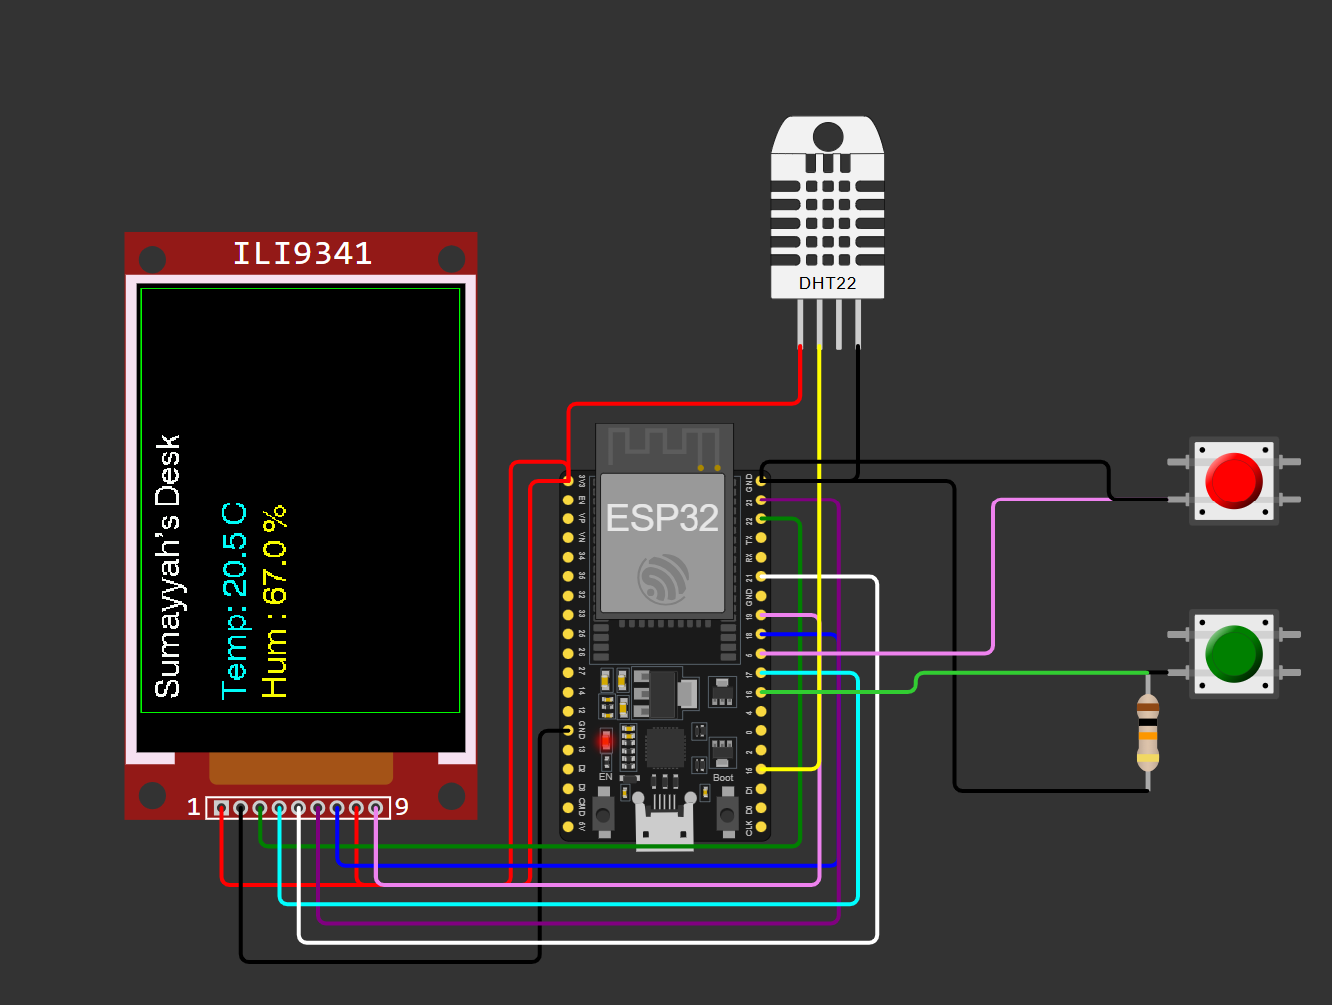 ILI9341
Sumayyah's Desk
Temp: 20.5 C
Hum : 67.0 %
1
9
DHT22
ESP32
3V3
EN
VP
VN
34
35
32
33
25
26
27
14
12
GND
13
D2
D3
CMD
5V
GND
23
22
TX
RX
21
GND
19
18
5
17
16
4
0
2
15
D1
D0
CLK
EN
Boot